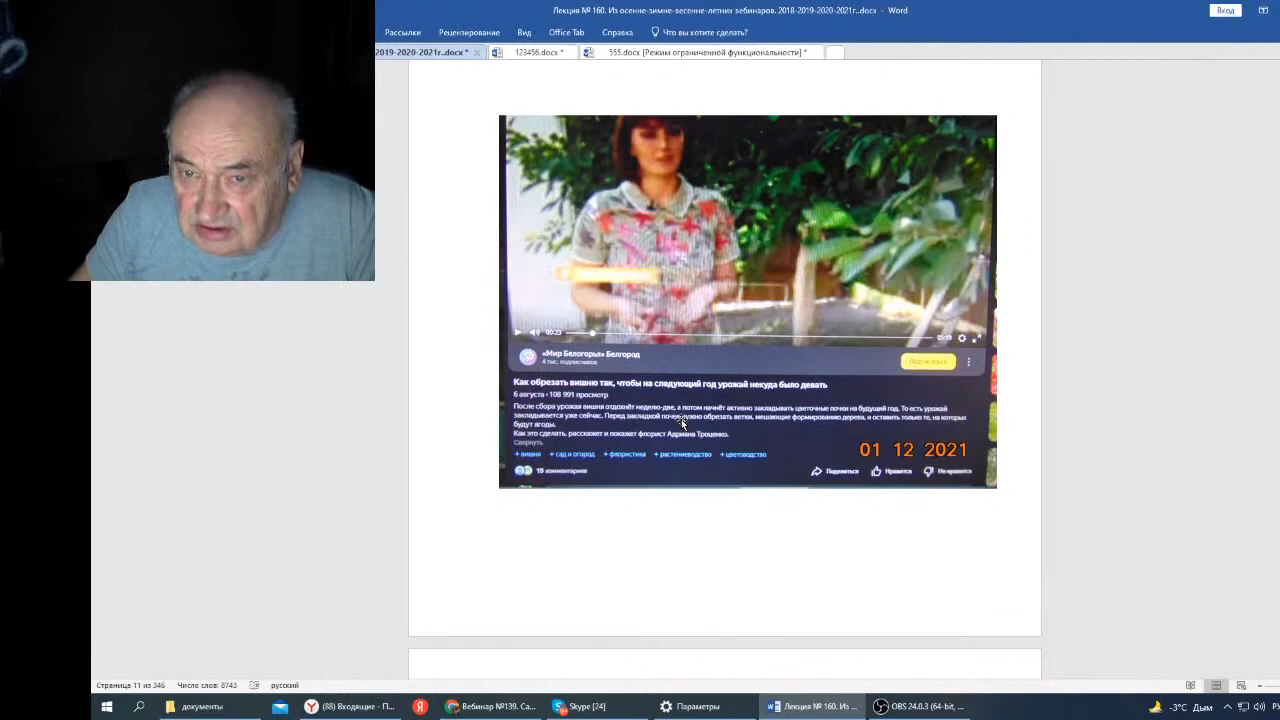 Лекция № 160. Из осенне-зимне-весенне-летних вебинаров. 2018-2019-2020-2021г..docx - Word
Вход
Рассылки Рецензирование Вид Office Tab Справка Что вы хотите сделать?
2019-2020-2021г..docx * 123456.docx * 555.docx [Режим ограниченной функциональности] *
00:23
«Мир Белогорья» Белгород
4 тыс. подписчиков
Подписаться
Как обрезать вишню так, чтобы на следующий год урожай некуда было девать
6 августа • 108 991 просмотр
После сбора урожая вишня отдохнёт неделю-две, а потом начнёт активно закладывать цветочные почки на будущий год. То есть урожай
закладывается уже сейчас. Перед закладкой почек нужно обрезать ветки, мешающие формированию дерева, и оставить только те, на которых
будут ягоды.
Как это сделать, расскажет и покажет флорист Адриана Троценко.
Свернуть
01 12 2021
+ вишня + сад и огород + флористика + растениеводство + цветоводство
комментариев Поделиться Нравится Не нравится
Страница 11 из 346 Число слов: 8743 русский
документы (88) Входящие - П... Вебинар №139. Са... Skype [24] Параметры Лекция № 160. Из ... OBS 24.0.3 (64-bit, ... -3°C Дым